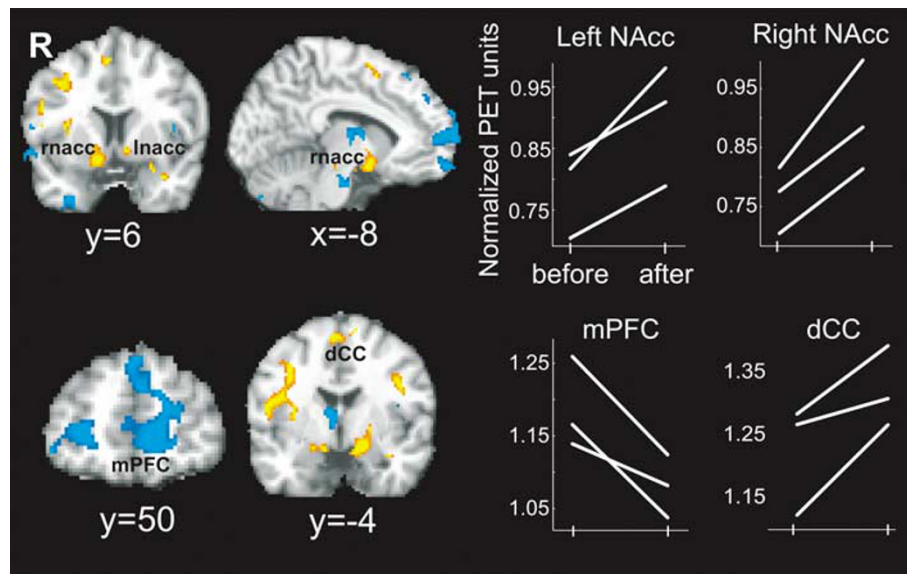 R
rnacc
lnacc
y=6
rnacc
x=-8
mPFC
y=50
dCC
y=-4
Normalized PET units
Left NAcc
0.95
0.85
0.75
before
after
Right NAcc
0.95
0.85
0.75
mPFC
1.25
1.15
1.05
dCC
1.35
1.25
1.15